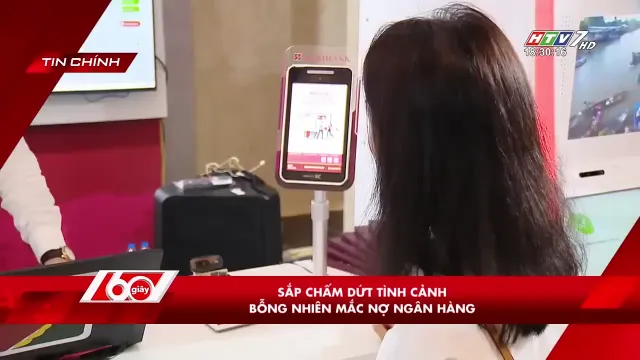 TIN CHÍNH
HTV7 HD
18:30:16
60 giây
SẮP CHẤM DỨT TÌNH CẢNH
BỖNG NHIÊN MẮC NỢ NGÂN HÀNG